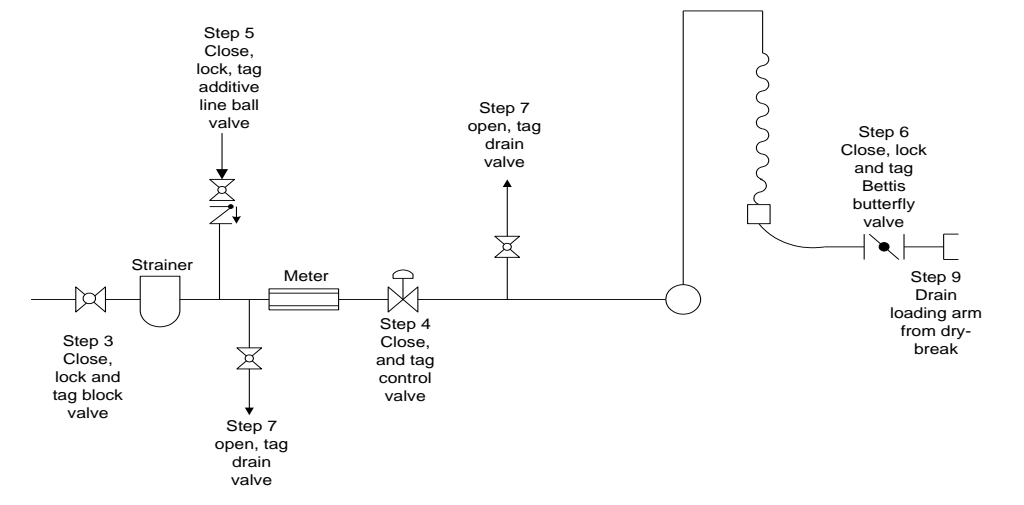 Step 5
Close,
lock, tag
additive
line ball
valve
Step 7
open, tag
drain
valve
Step 6
Close, lock
and tag
Bettis
butterfly
valve
Strainer
Meter
Step 3
Close,
lock and
tag block
valve
Step 4
Close,
and tag
control
valve
Step 9
Drain
loading arm
from dry-
break
Step 7
open, tag
drain
valve